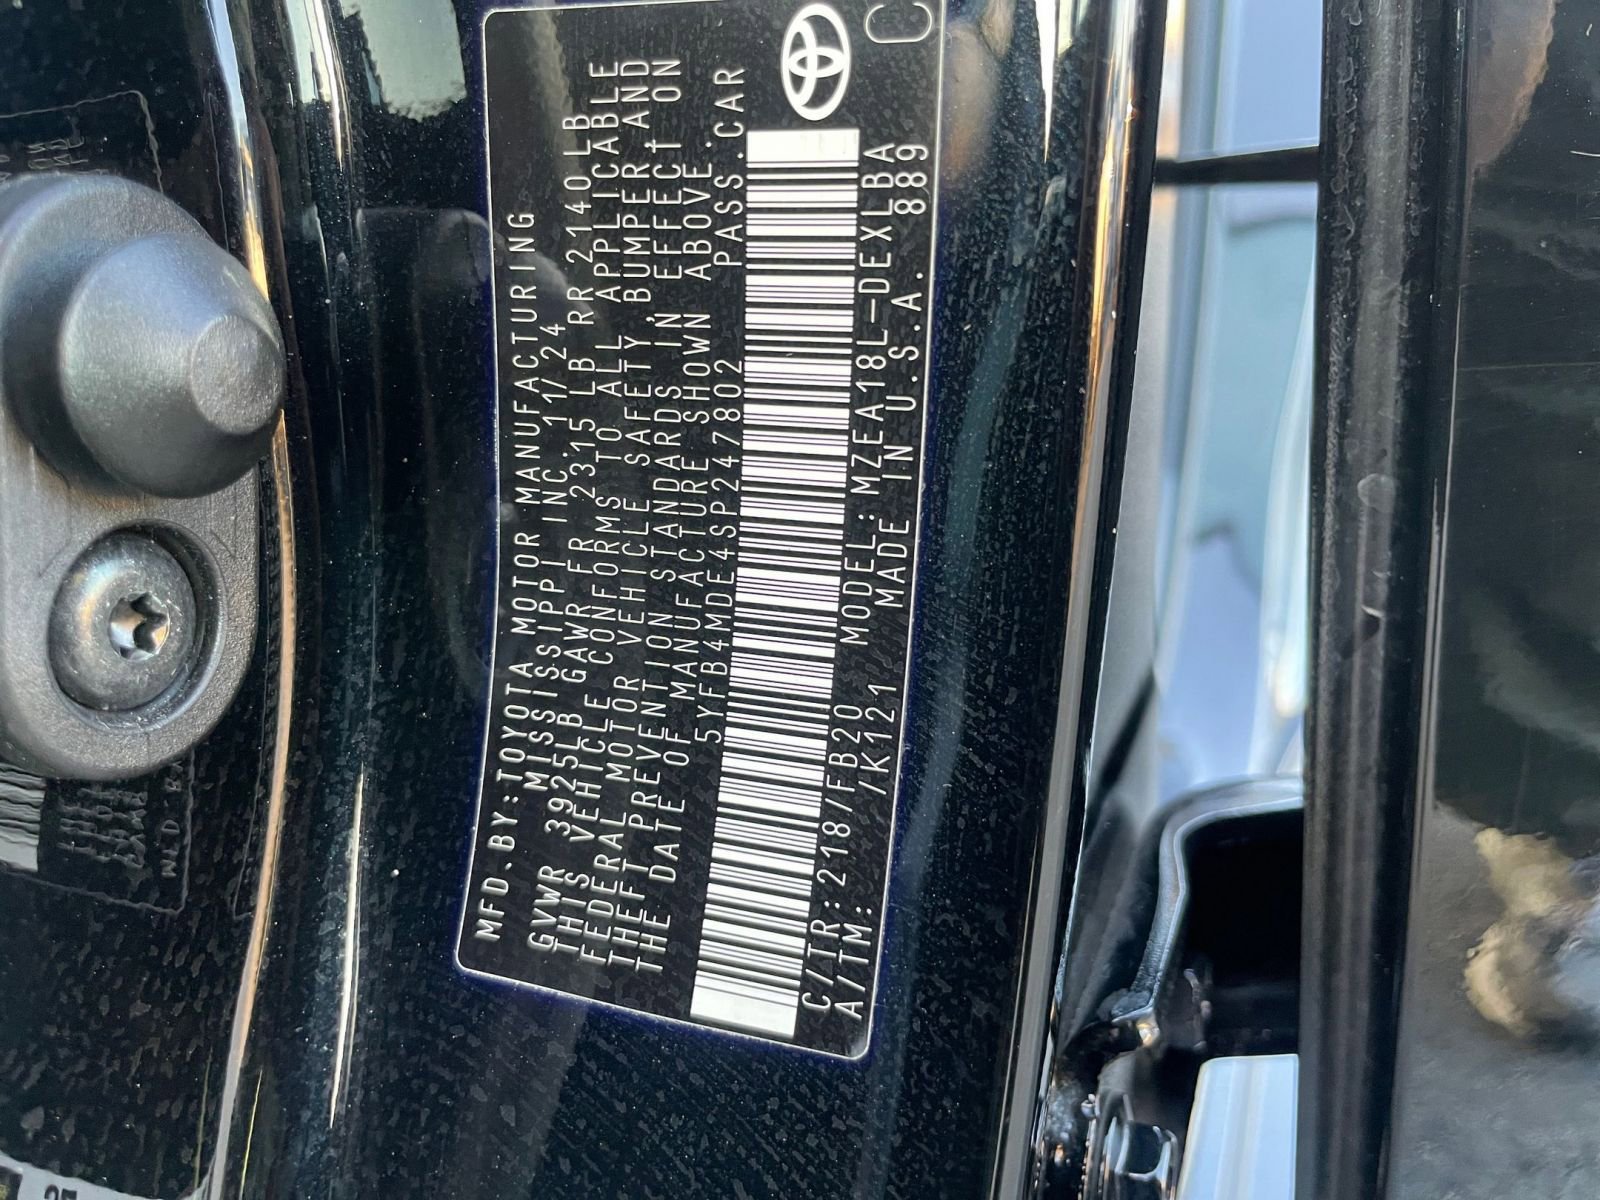 MFD.BY:TOYOTA MOTOR MANUFACTURING
MISSISSIPPI INC.11/24
GVWR 3925LB GAWR FR 2315 LB RR 2140LB
THIS VEHICLE CONFORMS TO ALL APPLICABLE
FEDERAL MOTOR VEHICLE SAFETY,BUMPER AND
THEFT PREVENTION STANDARDS IN EFFECT ON
THE DATE OF MANUFACTURE SHOWN ABOVE.
5YFB4MDE4SP247802 PASS.CAR
C/TR:218/FB20 MODEL:MZEA18L-DEXLBA
A/TM: /K121 MADE IN U.S.A. 889
C